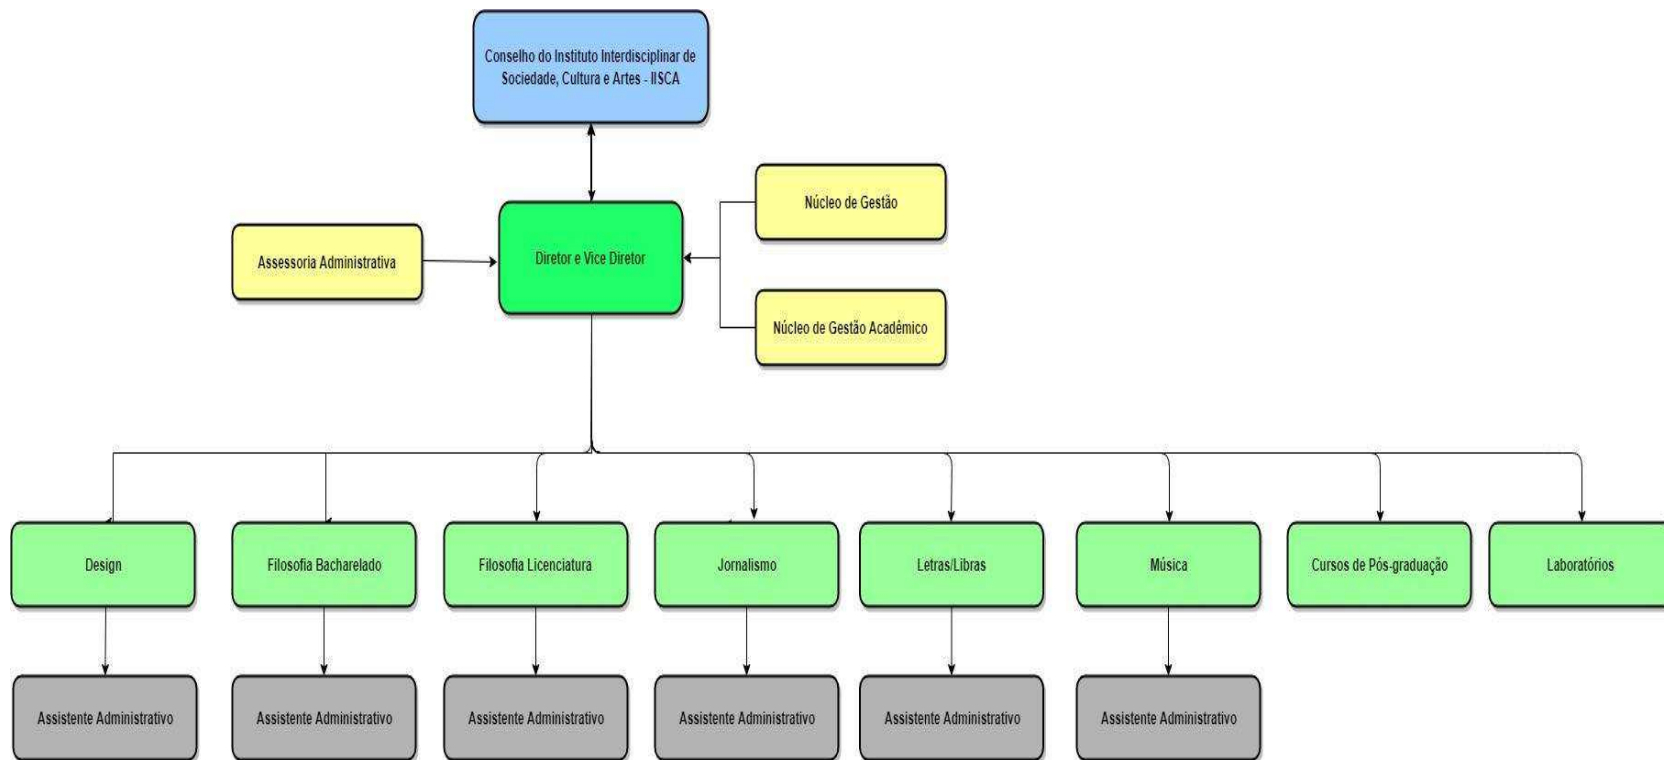 Conselho do Instituto Interdisciplinar de
Sociedade, Cultura e Artes - IISCA
Núcleo de Gestão
Assessoria Administrativa
Diretor e Vice Diretor
Núcleo de Gestão Acadêmico
Design
Filosofia Bacharelado
Filosofia Licenciatura
Jornalismo
Letras/Libras
Música
Cursos de Pós-graduação
Laboratórios
Assistente Administrativo
Assistente Administrativo
Assistente Administrativo
Assistente Administrativo
Assistente Administrativo
Assistente Administrativo